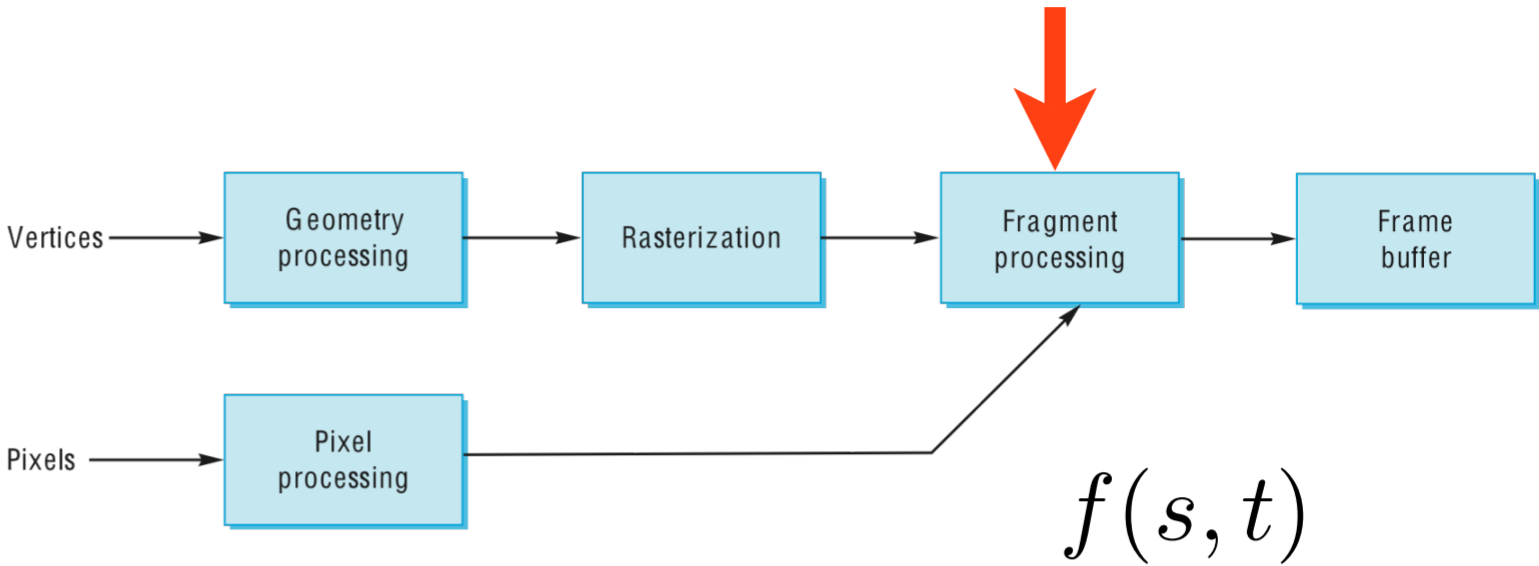 Vertices
Geometry
processing
Rasterization
Fragment
processing
Frame
buffer
Pixels
Pixel
processing
f(s, t)